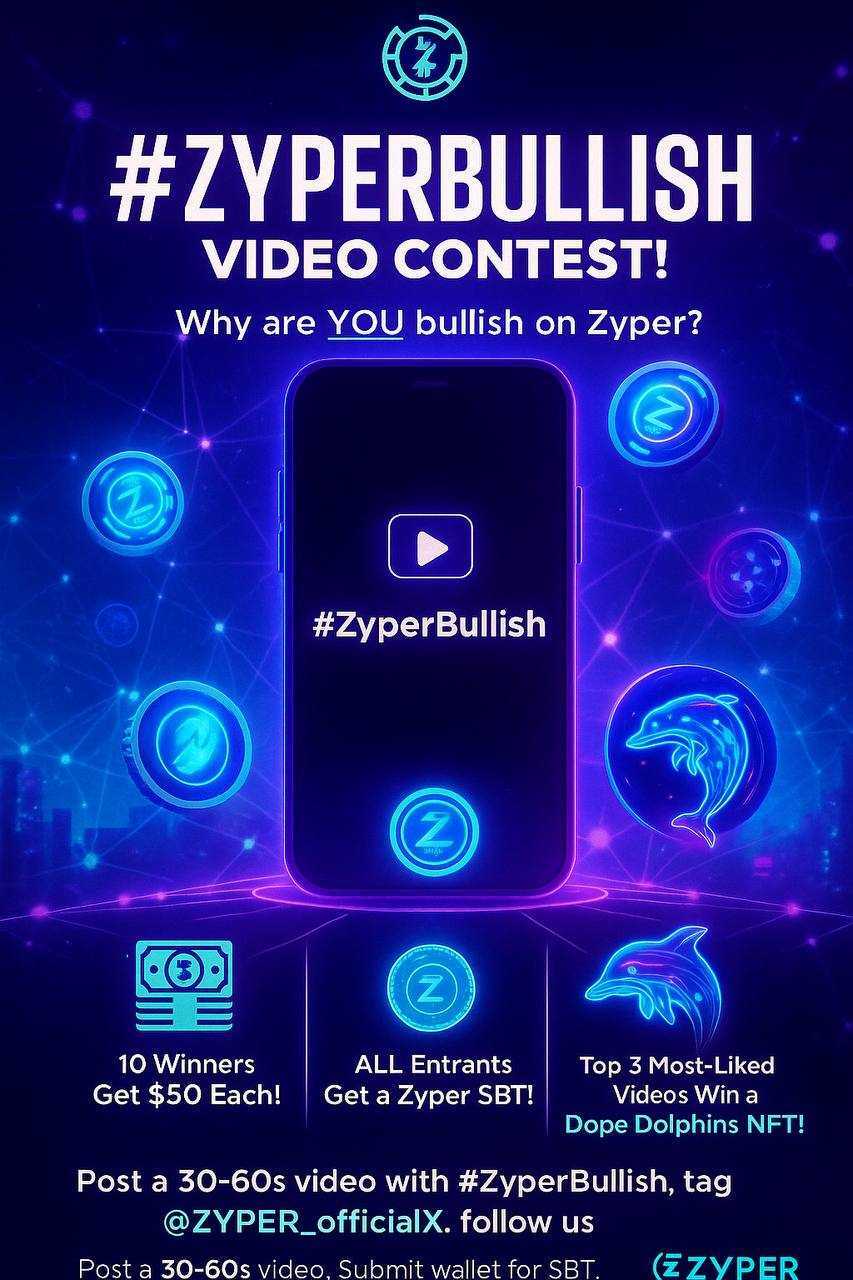 #ZYPERBULLISH
VIDEO CONTEST!
Why are YOU bullish on Zyper?
#ZyperBullish
10 Winners
Get $50 Each!
ALL Entrants
Get a Zyper SBT!
Top 3 Most-Liked
Videos Win a
Dope Dolphins NFT!
Post a 30-60s video with #ZyperBullish, tag
@ZYPER_officialX. follow us
Post a 30-60s video, Submit wallet for SBT.
ZYPER